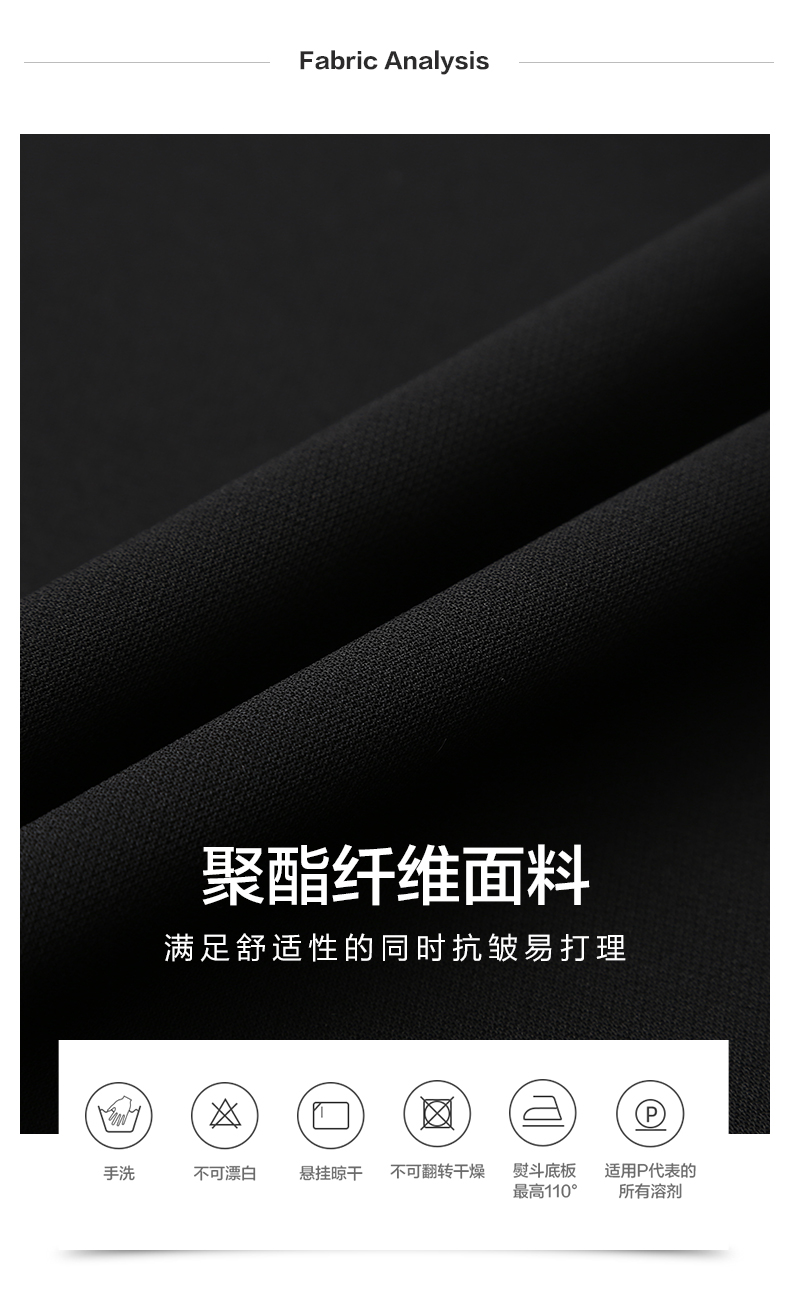 Fabric Analysis
聚酯纤维面料
满足舒适性的同时抗皱易打理
P
手洗
不可漂白
悬挂晾干
不可翻转干燥
熨斗底板
最高110°
适用P代表的
所有溶剂